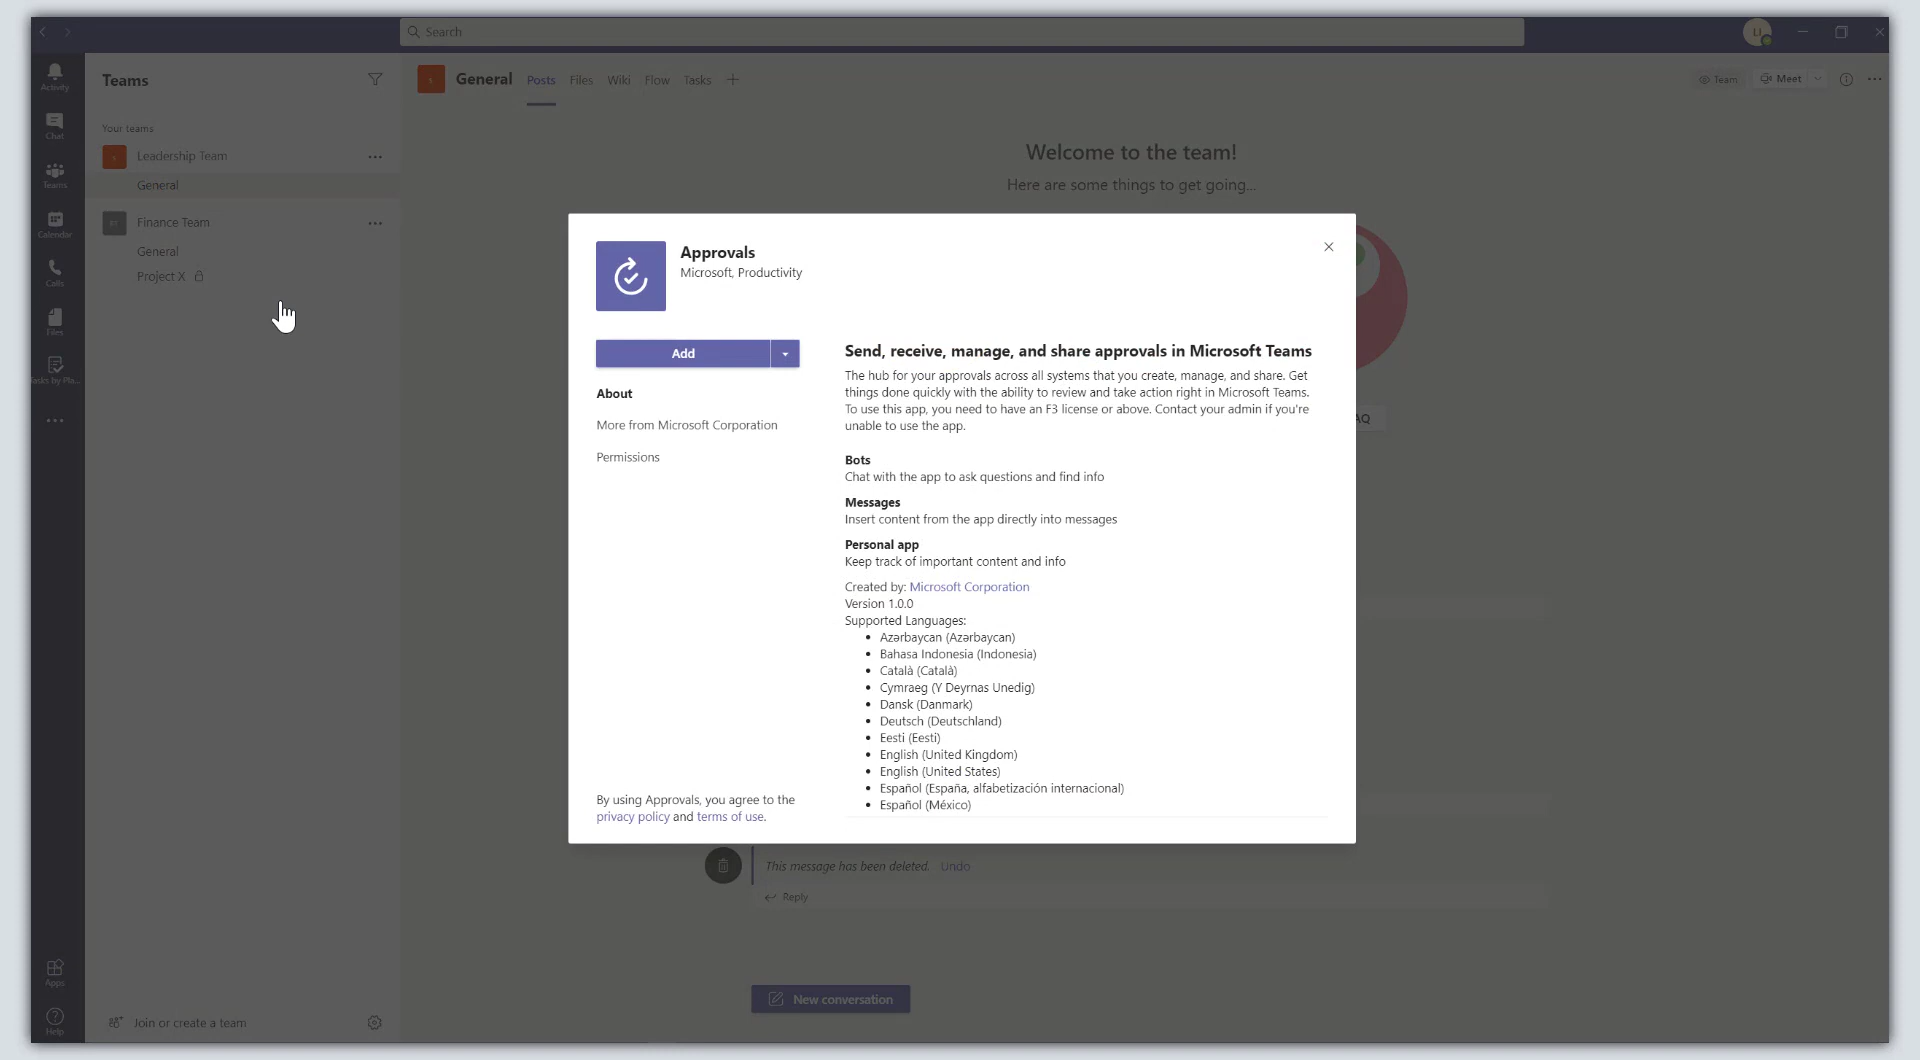 Search
LI
Activity
Chat
Teams
Calendar
Calls
Files
Apps
Help
Teams
Your teams
Leadership Team
General
Finance Team
General
Project X
Join or create a team
General
Posts
Files
Wiki
Flow
Tasks
Team
Meet
Welcome to the team!
Here are some things to get going...
Approvals
Microsoft, Productivity
Add
About
More from Microsoft Corporation
Permissions
By using Approvals, you agree to the
privacy policy and terms of use.
Send, receive, manage, and share approvals in Microsoft Teams
The hub for your approvals across all systems that you create, manage, and share. Get
things done quickly with the ability to review and take action right in Microsoft Teams.
To use this app, you need to have an F3 license or above. Contact your admin if you're
unable to use the app.
Bots
Chat with the app to ask questions and find info
Messages
Insert content from the app directly into messages
Personal app
Keep track of important content and info
Created by: Microsoft Corporation
Version 1.0.0
Supported Languages:
Azərbaycan (Azərbaycan)
Bahasa Indonesia (Indonesia)
Català (Català)
Cymraeg (Y Deyrnas Unedig)
Dansk (Danmark)
Deutsch (Deutschland)
Eesti (Eesti)
English (United Kingdom)
English (United States)
Español (España, alfabetización internacional)
Español (México)
This message has been deleted. Undo
Reply
New conversation